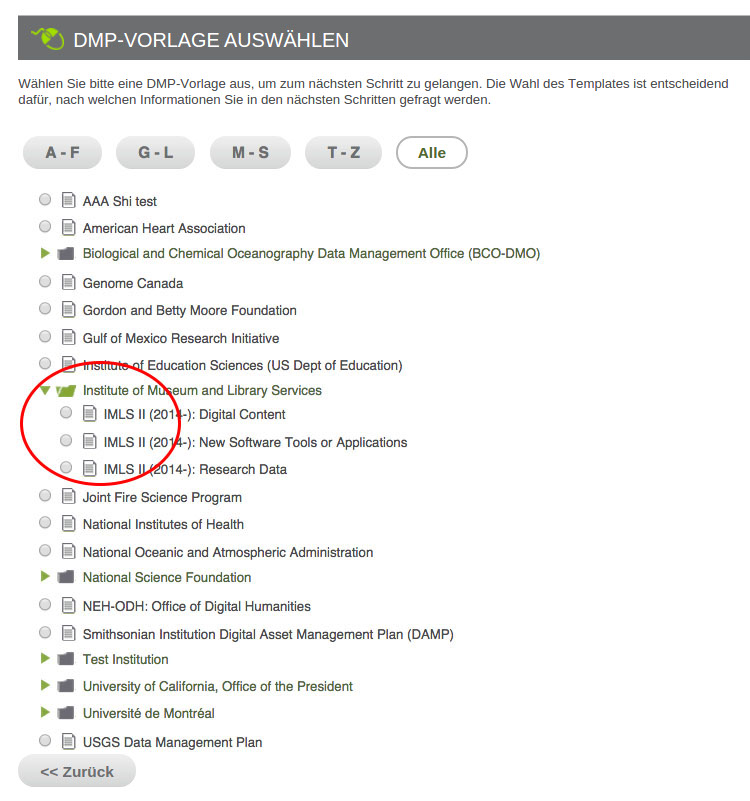 DMP-VORLAGE AUSWÄHLEN
Wählen Sie bitte eine DMP-Vorlage aus, um zum nächsten Schritt zu gelangen. Die Wahl des Templates ist entscheidend
dafür, nach welchen Informationen Sie in den nächsten Schritten gefragt werden.
A - F G - L M - S T - Z Alle
AAA Shi test
American Heart Association
Biological and Chemical Oceanography Data Management Office (BCO-DMO)
Genome Canada
Gordon and Betty Moore Foundation
Gulf of Mexico Research Initiative
Institute of Education Sciences (US Dept of Education)
Institute of Museum and Library Services
IMLS II (2014-): Digital Content
IMLS II (2014-): New Software Tools or Applications
IMLS II (2014-): Research Data
Joint Fire Science Program
National Institutes of Health
National Oceanic and Atmospheric Administration
National Science Foundation
NEH-ODH: Office of Digital Humanities
Smithsonian Institution Digital Asset Management Plan (DAMP)
Test Institution
University of California, Office of the President
Université de Montréal
USGS Data Management Plan
<< Zurück